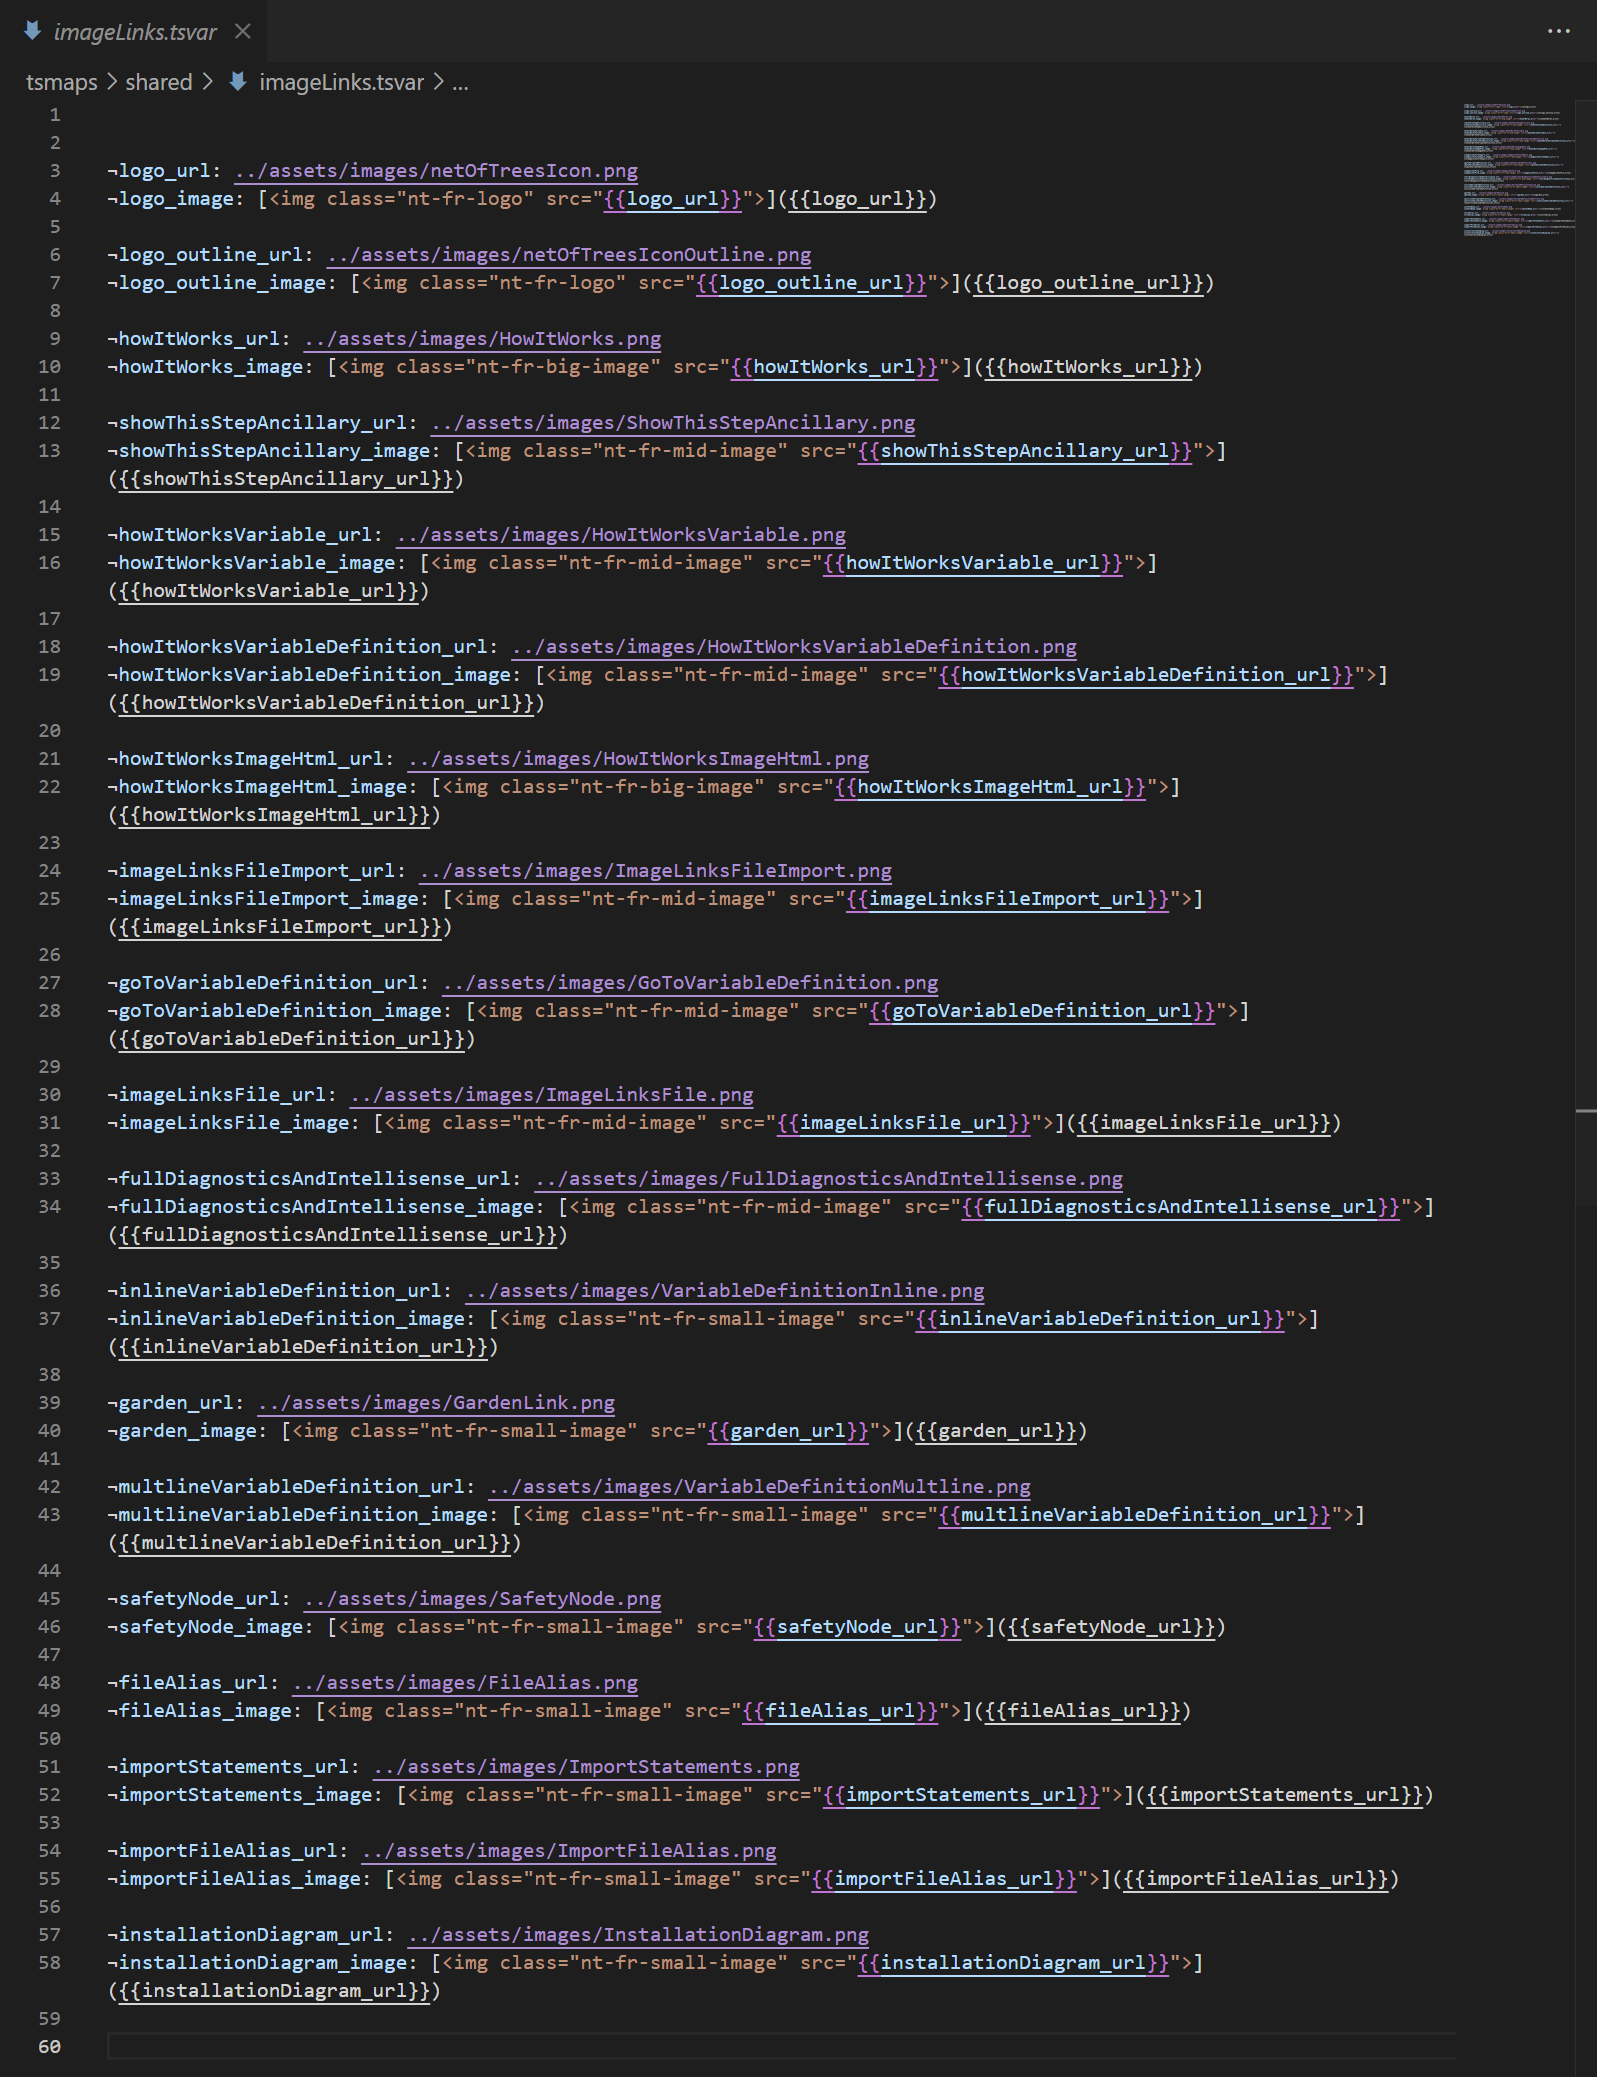 imageLinks.tsvar
tsmaps > shared > imageLinks.tsvar > ...
1
2
3 ¬logo_url: ../assets/images/netOfTreesIcon.png
4 ¬logo_image: [<img class="nt-fr-logo" src="{{logo_url}}">]({{logo_url}})
5
6 ¬logo_outline_url: ../assets/images/netOfTreesIconOutline.png
7 ¬logo_outline_image: [<img class="nt-fr-logo" src="{{logo_outline_url}}">]({{logo_outline_url}})
8
9 ¬howItWorks_url: ../assets/images/HowItWorks.png
10 ¬howItWorks_image: [<img class="nt-fr-big-image" src="{{howItWorks_url}}">]({{howItWorks_url}})
11
12 ¬showThisStepAncillary_url: ../assets/images/ShowThisStepAncillary.png
13 ¬showThisStepAncillary_image: [<img class="nt-fr-mid-image" src="{{showThisStepAncillary_url}}">]
({{showThisStepAncillary_url}})
14
15 ¬howItWorksVariable_url: ../assets/images/HowItWorksVariable.png
16 ¬howItWorksVariable_image: [<img class="nt-fr-mid-image" src="{{howItWorksVariable_url}}">]
({{howItWorksVariable_url}})
17
18 ¬howItWorksVariableDefinition_url: ../assets/images/HowItWorksVariableDefinition.png
19 ¬howItWorksVariableDefinition_image: [<img class="nt-fr-mid-image" src="{{howItWorksVariableDefinition_url}}">]
({{howItWorksVariableDefinition_url}})
20
21 ¬howItWorksImageHtml_url: ../assets/images/HowItWorksImageHtml.png
22 ¬howItWorksImageHtml_image: [<img class="nt-fr-big-image" src="{{howItWorksImageHtml_url}}">]
({{howItWorksImageHtml_url}})
23
24 ¬imageLinksFileImport_url: ../assets/images/ImageLinksFileImport.png
25 ¬imageLinksFileImport_image: [<img class="nt-fr-mid-image" src="{{imageLinksFileImport_url}}">]
({{imageLinksFileImport_url}})
26
27 ¬goToVariableDefinition_url: ../assets/images/GoToVariableDefinition.png
28 ¬goToVariableDefinition_image: [<img class="nt-fr-mid-image" src="{{goToVariableDefinition_url}}">]
({{goToVariableDefinition_url}})
29
30 ¬imageLinksFile_url: ../assets/images/ImageLinksFile.png
31 ¬imageLinksFile_image: [<img class="nt-fr-mid-image" src="{{imageLinksFile_url}}">]({{imageLinksFile_url}})
32
33 ¬fullDiagnosticsAndIntellisense_url: ../assets/images/FullDiagnosticsAndIntellisense.png
34 ¬fullDiagnosticsAndIntellisense_image: [<img class="nt-fr-mid-image" src="{{fullDiagnosticsAndIntellisense_url}}">]
({{fullDiagnosticsAndIntellisense_url}})
35
36 ¬inlineVariableDefinition_url: ../assets/images/VariableDefinitionInline.png
37 ¬inlineVariableDefinition_image: [<img class="nt-fr-small-image" src="{{inlineVariableDefinition_url}}">]
({{inlineVariableDefinition_url}})
38
39 ¬garden_url: ../assets/images/GardenLink.png
40 ¬garden_image: [<img class="nt-fr-small-image" src="{{garden_url}}">]({{garden_url}})
41
42 ¬multlineVariableDefinition_url: ../assets/images/VariableDefinitionMultline.png
43 ¬multlineVariableDefinition_image: [<img class="nt-fr-small-image" src="{{multlineVariableDefinition_url}}">]
({{multlineVariableDefinition_url}})
44
45 ¬safetyNode_url: ../assets/images/SafetyNode.png
46 ¬safetyNode_image: [<img class="nt-fr-small-image" src="{{safetyNode_url}}">]({{safetyNode_url}})
47
48 ¬fileAlias_url: ../assets/images/FileAlias.png
49 ¬fileAlias_image: [<img class="nt-fr-small-image" src="{{fileAlias_url}}">]({{fileAlias_url}})
50
51 ¬importStatements_url: ../assets/images/ImportStatements.png
52 ¬importStatements_image: [<img class="nt-fr-small-image" src="{{importStatements_url}}">]({{importStatements_url}})
53
54 ¬importFileAlias_url: ../assets/images/ImportFileAlias.png
55 ¬importFileAlias_image: [<img class="nt-fr-small-image" src="{{importFileAlias_url}}">]({{importFileAlias_url}})
56
57 ¬installationDiagram_url: ../assets/images/InstallationDiagram.png
58 ¬installationDiagram_image: [<img class="nt-fr-small-image" src="{{installationDiagram_url}}">]
({{installationDiagram_url}})
59
60